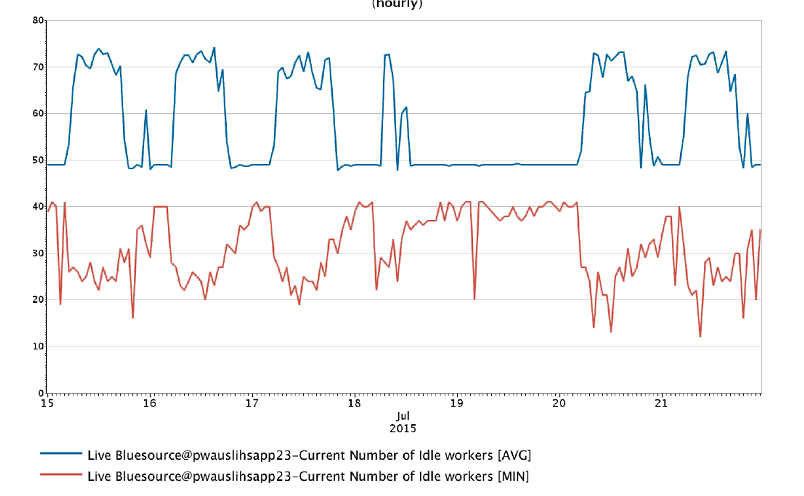 (hourly)
80
70
60
50
40
30
20
10
0
15 16 17 18 19 20 21
Jul
2015
Live Bluesource@pwauslihsapp23-Current Number of Idle workers [AVG]
Live Bluesource@pwauslihsapp23-Current Number of Idle workers [MIN]